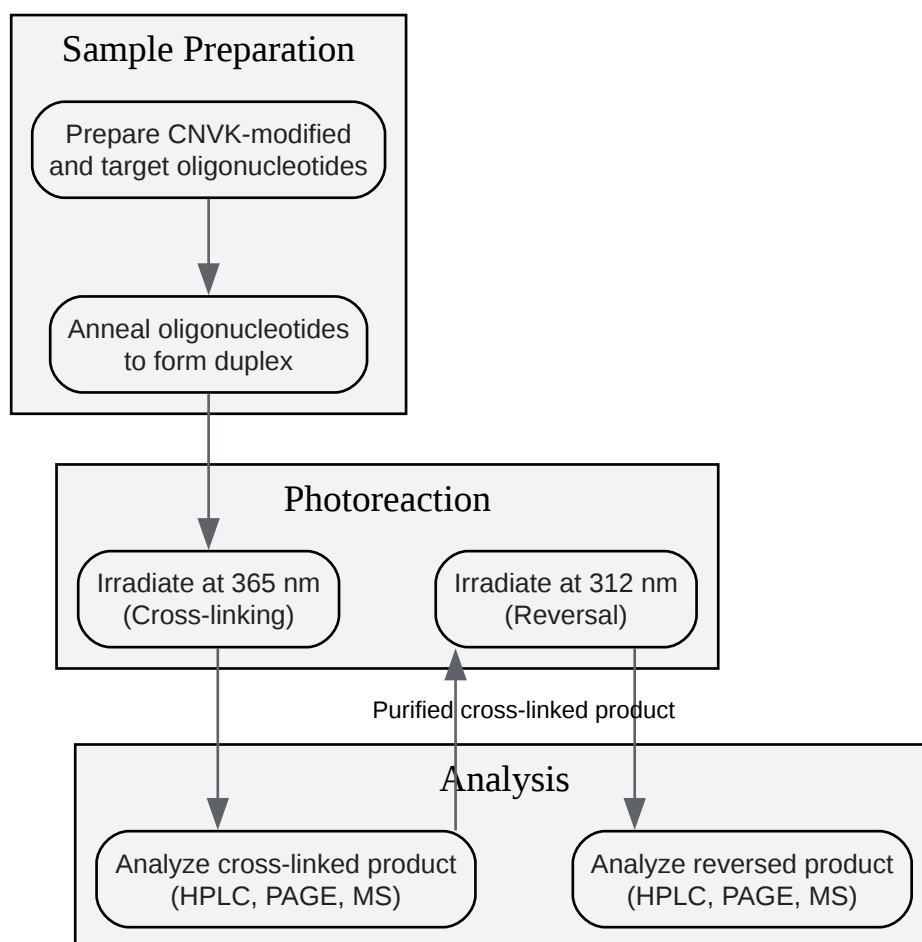 Sample Preparation
Prepare CNVK-modified
and target oligonucleotides
Anneal oligonucleotides
to form duplex
Photoreaction
Irradiate at 365 nm
(Cross-linking)
Irradiate at 312 nm
(Reversal)
Purified cross-linked product
Analysis
Analyze cross-linked product
(HPLC, PAGE, MS)
Analyze reversed product
(HPLC, PAGE, MS)